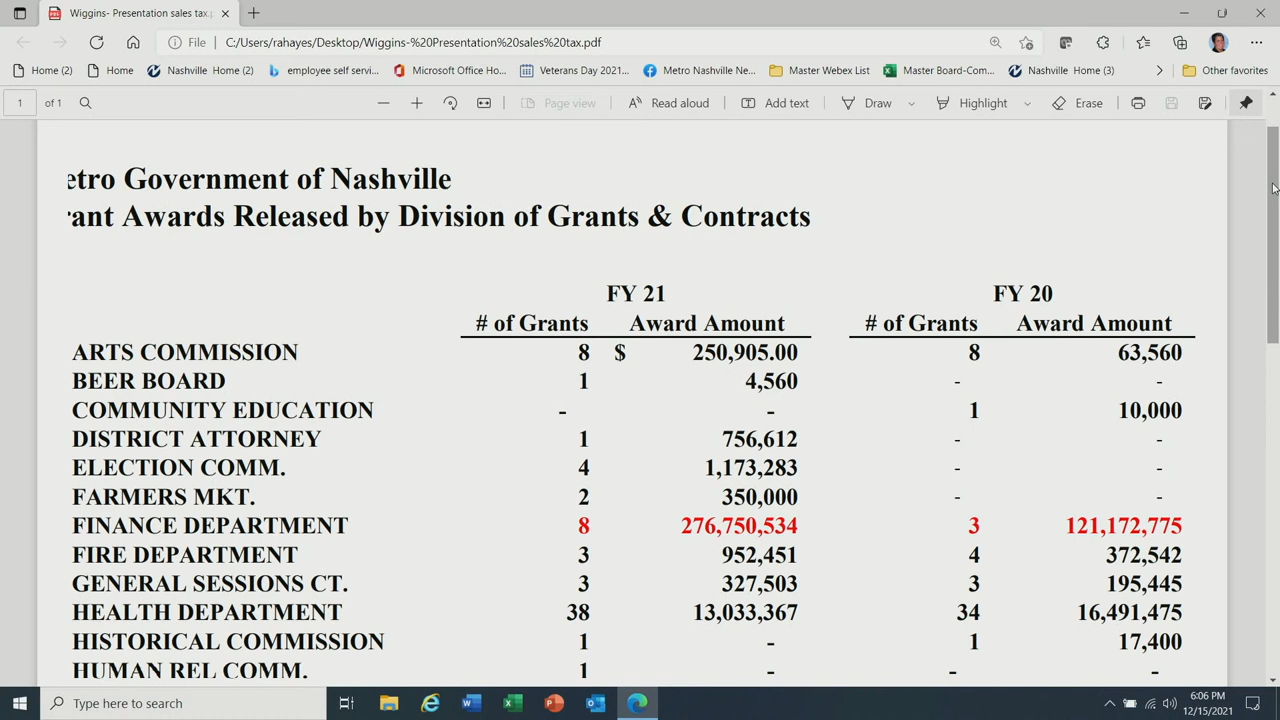 Wiggins- Presentation sales tax.p
File C:/Users/rahayes/Desktop/Wiggins-%20Presentation%20sales%20tax.pdf
Home (2) Home Nashville Home (2) employee self servi... Microsoft Office Ho... Veterans Day 2021... Metro Nashville Ne... Master Webex List Master Board-Com... Nashville Home (3) Other favorites
1 of 1 Page view Read aloud Add text Draw Highlight Erase
etro Government of Nashville
rant Awards Released by Division of Grants & Contracts
FY 21 FY 20
# of Grants Award Amount # of Grants Award Amount
ARTS COMMISSION 8 $ 250,905.00 8 63,560
BEER BOARD 1 4,560 - -
COMMUNITY EDUCATION - - 1 10,000
DISTRICT ATTORNEY 1 756,612 - -
ELECTION COMM. 4 1,173,283 - -
FARMERS MKT. 2 350,000 - -
FINANCE DEPARTMENT 8 276,750,534 3 121,172,775
FIRE DEPARTMENT 3 952,451 4 372,542
GENERAL SESSIONS CT. 3 327,503 3 195,445
HEALTH DEPARTMENT 38 13,033,367 34 16,491,475
HISTORICAL COMMISSION 1 - 1 17,400
HUMAN REL COMM. 1 - - -
Type here to search
6:06 PM
12/15/2021